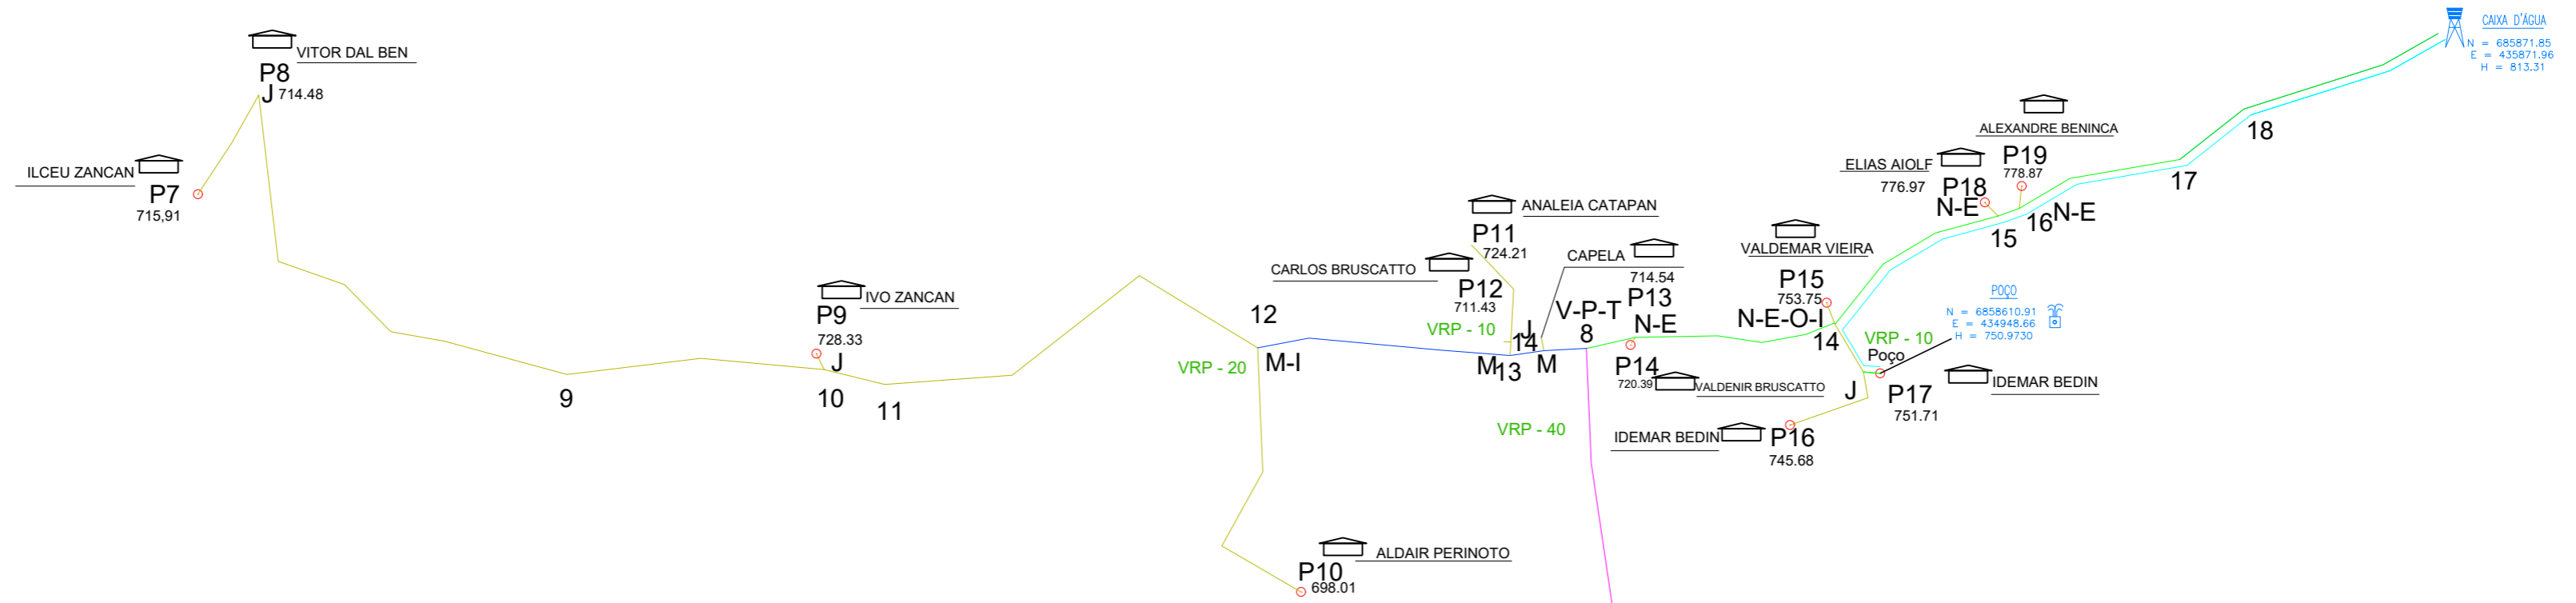 VITOR DAL BEN
P8
J 714.48
ILCEU ZANCAN
P7
715,91
9
IVO ZANCAN
P9
728.33
J
10
11
12
VRP - 20
M-I
ALDAIR PERINOTO
P10
698.01
ANALEIA CATAPAN
P11
724.21
CARLOS BRUSCATTO
P12
711.43
VRP - 10
J
14
M
13
M
CAPELA
714.54
V-P-T
8
P13
N-E
P14
720.39
VALDENIR BRUSCATTO
VRP - 40
VALDEMAR VIEIRA
P15
753.75
N-E-O-I
14
VRP - 10
Poço
J
P17
751.71
IDEMAR BEDIN
IDEMAR BEDIN
P16
745.68
POÇO
N = 6858610.91
E = 434948.66
H = 750.9730
ELIAS AIOLF
776.97
P18
N-E
15
ALEXANDRE BENINCA
P19
778.87
16
N-E
17
18
CAIXA D'ÁGUA
N = 685871.85
E = 435871.96
H = 813.31